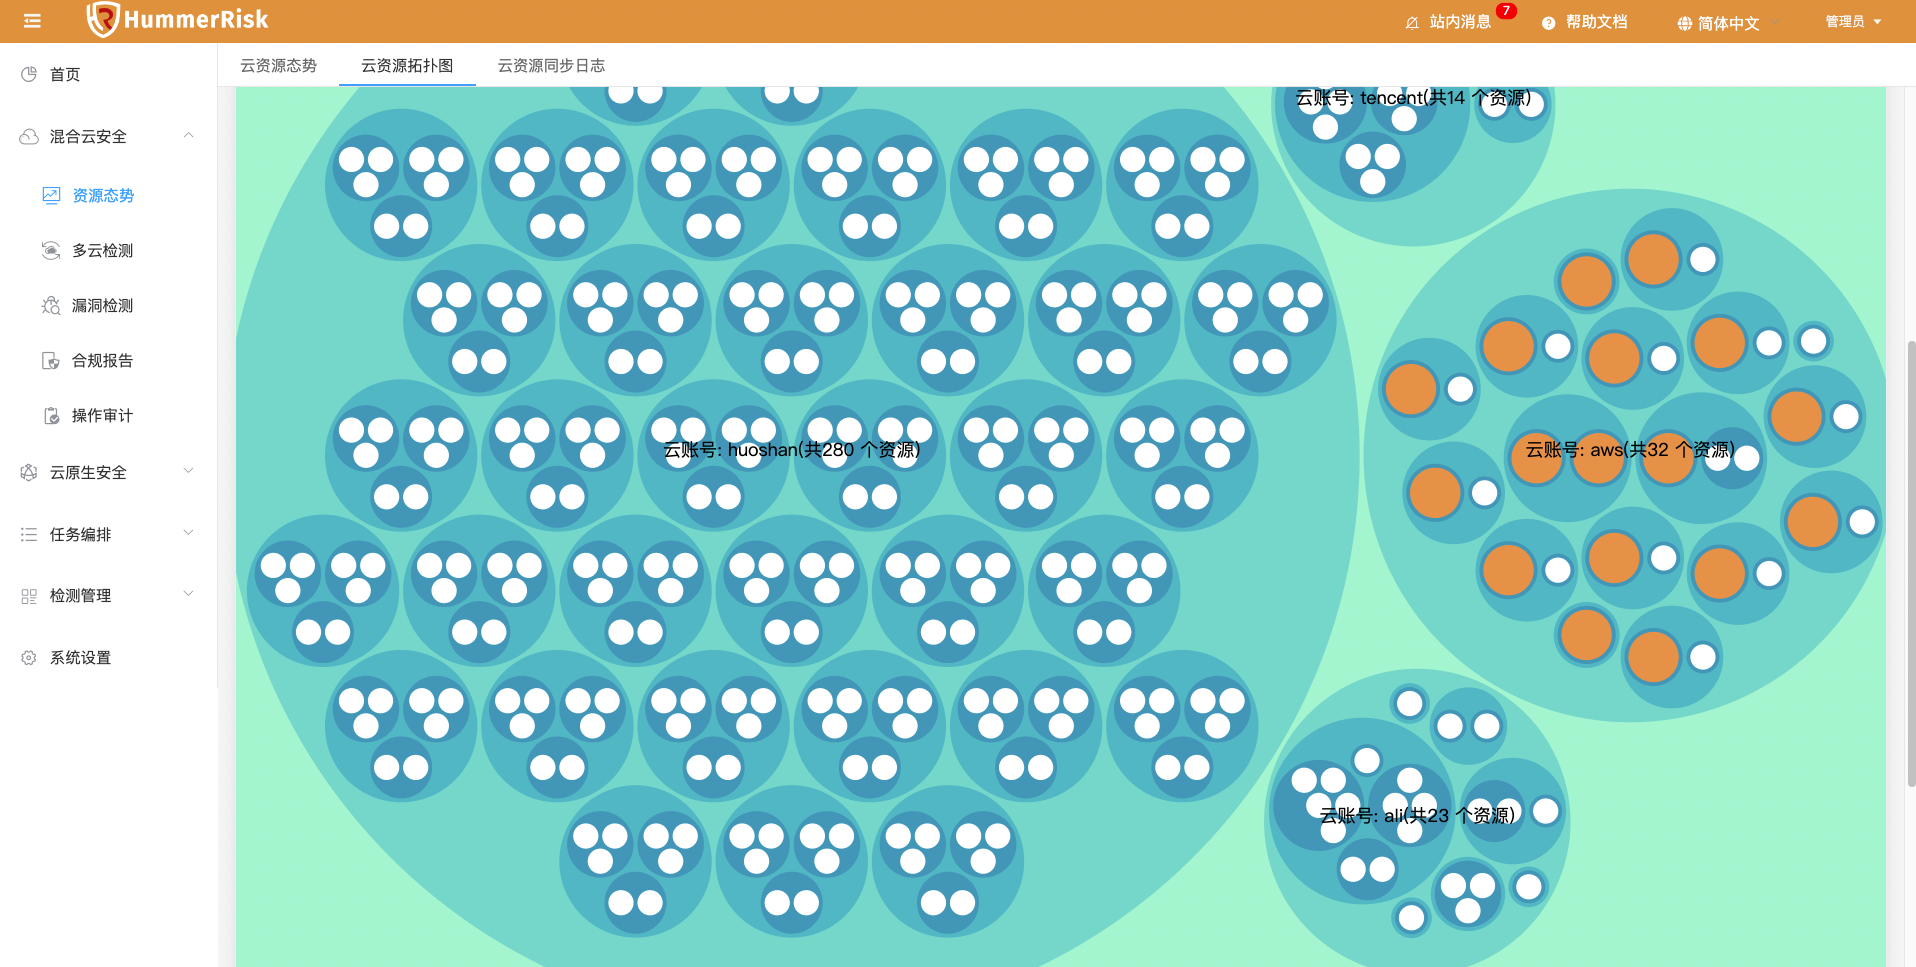 HummerRisk
站内消息
7
帮助文档
简体中文
管理员
首页
混合云安全
资源态势
多云检测
漏洞检测
合规报告
操作审计
云原生安全
任务编排
检测管理
系统设置
云资源态势
云资源拓扑图
云资源同步日志
云账号: tencent(共14 个资源)
云账号: huoshan(共280 个资源)
云账号: aws(共32 个资源)
云账号: ali(共23 个资源)